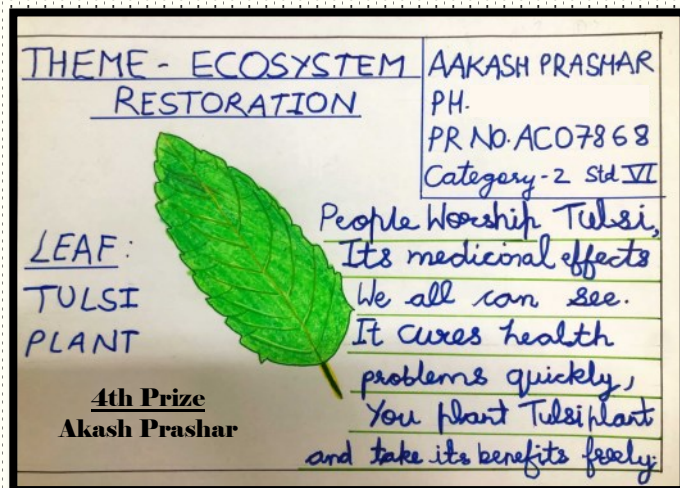 THEME - ECOSYSTEM
RESTORATION
AAKASH PRASHAR
PH.
PR NO. AC07868
Category-2 Std VI
LEAF:
TULSI
PLANT
People Worship Tulsi,
Its medicinal effects
We all can see.
It cures health
problems quickly,
You plant Tulsi plant
and take its benefits freely.
4th Prize
Akash Prashar